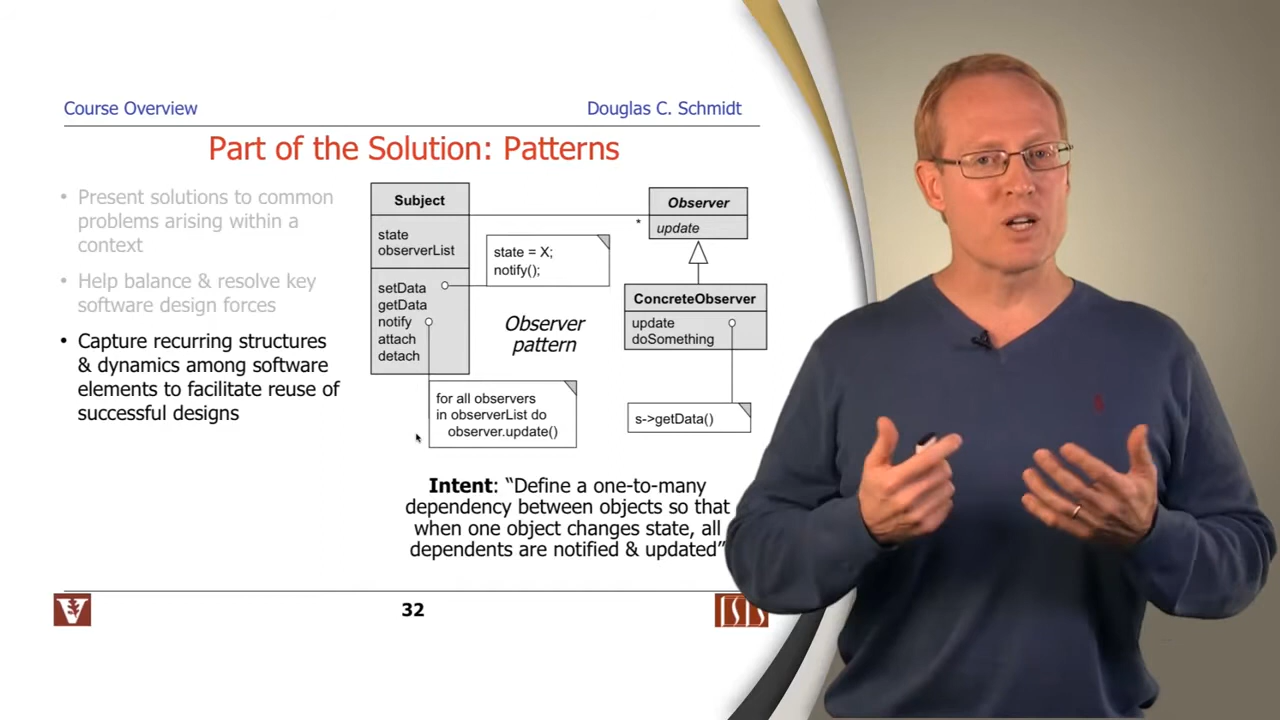 Course Overview
Douglas C. Schmidt
Part of the Solution: Patterns
• Present solutions to common
problems arising within a
context
• Help balance & resolve key
software design forces
• Capture recurring structures
& dynamics among software
elements to facilitate reuse of
successful designs
Subject
state
observerList
setData
getData
notify
attach
detach
state = X;
notify();
Observer
pattern
for all observers
in observerList do
observer.update()
*
Observer
update
ConcreteObserver
update
doSomething
s->getData()
Intent: “Define a one-to-many
dependency between objects so that
when one object changes state, all
dependents are notified & updated”
V
32
ISIS